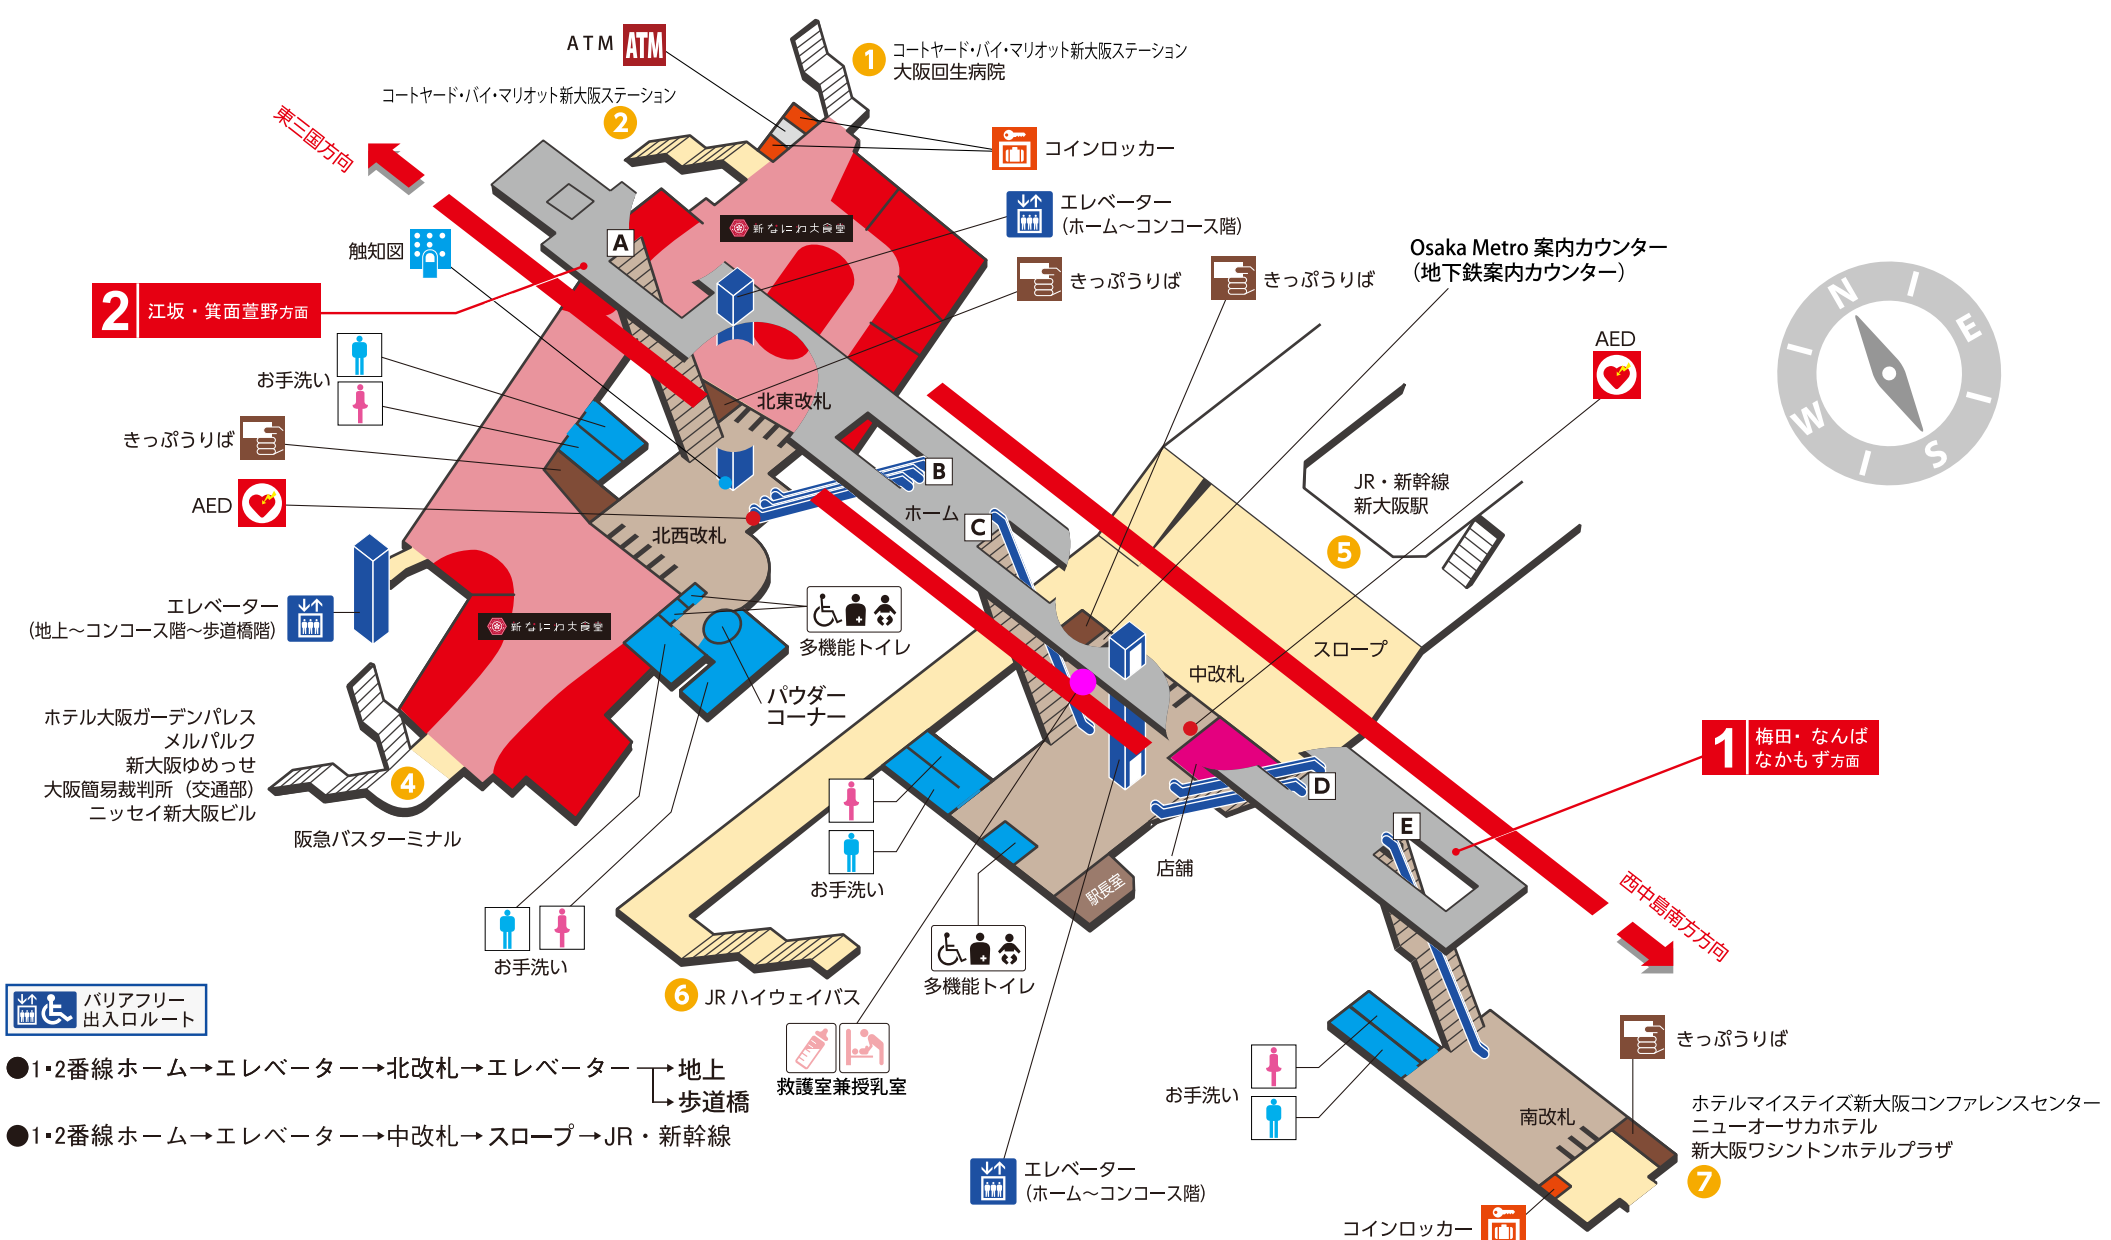 ATM
ATM
1
コートヤード・バイ・マリオット新大阪ステーション
大阪回生病院
コートヤード・バイ・マリオット新大阪ステーション
2
東三国方向
コインロッカー
エレベーター
(ホーム〜コンコース階)
新なにわ大食堂
A
触知図
きっぷうりば
きっぷうりば
Osaka Metro 案内カウンター
(地下鉄案内カウンター)
N
E
S
W
2
江坂・箕面萱野方面
AED
お手洗い
北東改札
きっぷうりば
B
JR・新幹線
新大阪駅
AED
ホーム
C
北西改札
5
エレベーター
(地上〜コンコース階〜歩道橋階)
新なにわ大食堂
多機能トイレ
スロープ
中改札
パウダー
コーナー
ホテル大阪ガーデンパレス
メルパルク
新大阪ゆめっせ
大阪簡易裁判所（交通部）
ニッセイ新大阪ビル
4
阪急バスターミナル
1
梅田・なんば
なかもず方面
D
E
お手洗い
店舗
駅長室
西中島南方方向
お手洗い
多機能トイレ
6
JRハイウェイバス
バリアフリー
出入口ルート
救護室兼授乳室
●1・2番線ホーム→エレベーター→北改札→エレベーター→地上
→歩道橋
●1・2番線ホーム→エレベーター→中改札→スロープ→JR・新幹線
きっぷうりば
お手洗い
南改札
ホテルマイステイズ新大阪コンファレンスセンター
ニューオーサカホテル
新大阪ワシントンホテルプラザ
7
エレベーター
(ホーム〜コンコース階)
コインロッカー